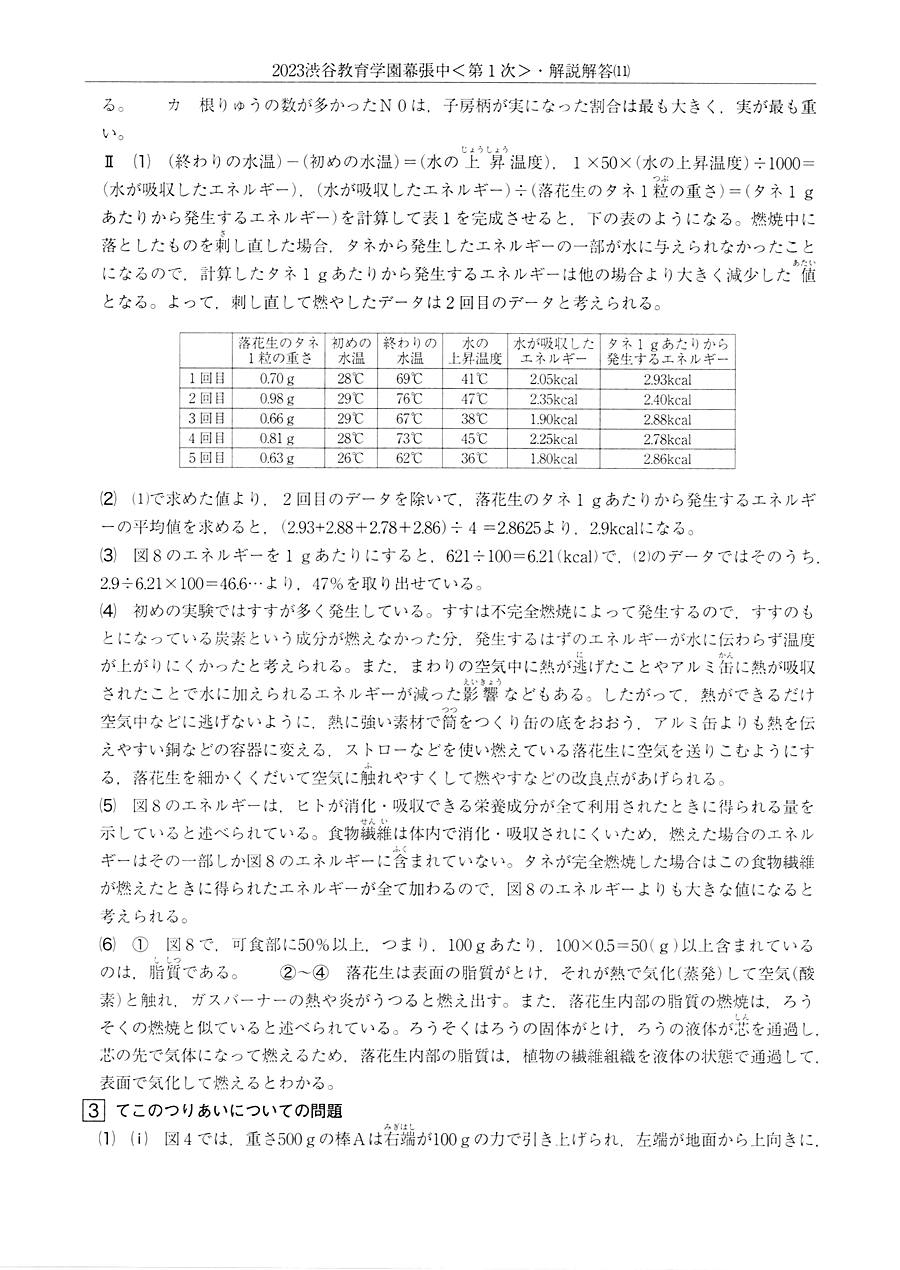 2023渋谷教育学園幕張中＜第１次＞・解説解答⑾
る。　　カ　根りゅうの数が多かったＮ０は，子房柄が実になった割合は最も大きく，実が最も重
い。
Ⅱ　⑴　(終わりの水温)－(初めの水温)＝(水の上昇温度)，１×50×(水の上昇温度)÷1000＝
(水が吸収したエネルギー)，(水が吸収したエネルギー)÷(落花生のタネ１粒の重さ)＝(タネ１ｇ
あたりから発生するエネルギー)を計算して表１を完成させると，下の表のようになる。燃焼中に
落としたものを刺し直した場合，タネから発生したエネルギーの一部が水に与えられなかったこと
になるので，計算したタネ１ｇあたりから発生するエネルギーは他の場合より大きく減少した値
となる。よって，刺し直して燃やしたデータは２回目のデータと考えられる。
落花生のタネ１粒の重さ　初めの水温　終わりの水温　水の上昇温度　水が吸収したエネルギー　タネ１ｇあたりから発生するエネルギー
１回目　0.70ｇ　28℃　69℃　41℃　2.05kcal　2.93kcal
２回目　0.98ｇ　29℃　76℃　47℃　2.35kcal　2.40kcal
３回目　0.66ｇ　29℃　67℃　38℃　1.90kcal　2.88kcal
４回目　0.81ｇ　28℃　73℃　45℃　2.25kcal　2.78kcal
５回目　0.63ｇ　26℃　62℃　36℃　1.80kcal　2.86kcal
⑵　⑴で求めた値より，２回目のデータを除いて，落花生のタネ１ｇあたりから発生するエネルギ
ーの平均値を求めると，(2.93+2.88＋2.78＋2.86)÷４＝2.8625より，2.9kcalになる。
⑶　図８のエネルギーを１ｇあたりにすると，621÷100＝6.21(kcal)で，⑵のデータではそのうち，
2.9÷6.21×100＝46.6…より，47％を取り出せている。
⑷　初めの実験ではすすが多く発生している。すすは不完全燃焼によって発生するので，すすのも
とになっている炭素という成分が燃えなかった分，発生するはずのエネルギーが水に伝わらず温度
が上がりにくかったと考えられる。また，まわりの空気中に熱が逃げたことやアルミ缶に熱が吸収
されたことで水に加えられるエネルギーが減った影響などもある。したがって，熱ができるだけ
空気中などに逃げないように，熱に強い素材で筒をつくり缶の底をおおう，アルミ缶よりも熱を伝
えやすい銅などの容器に変える，ストローなどを使い燃えている落花生に空気を送りこむようにす
る，落花生を細かくくだいて空気に触れやすくして燃やすなどの改良点があげられる。
⑸　図８のエネルギーは，ヒトが消化・吸収できる栄養成分が全て利用されたときに得られる量を
示していると述べられている。食物繊維は体内で消化・吸収されにくいため，燃えた場合のエネル
ギーはその一部しか図８のエネルギーに含まれていない。タネが完全燃焼した場合はこの食物繊維
が燃えたときに得られたエネルギーが全て加わるので，図８のエネルギーよりも大きな値になると
考えられる。
⑹　①　図８で，可食部に50％以上，つまり，100ｇあたり，100×0.5＝50(ｇ)以上含まれている
のは，脂質である。　　②～④　落花生は表面の脂質がとけ，それが熱で気化(蒸発)して空気(酸
素)と触れ，ガスバーナーの熱や炎がうつると燃え出す。また，落花生内部の脂質の燃焼は，ろう
そくの燃焼と似ていると述べられている。ろうそくはろうの固体がとけ，ろうの液体が芯を通過し，
芯の先で気体になって燃えるため，落花生内部の脂質は，植物の繊維組織を液体の状態で通過して，
表面で気化して燃えるとわかる。
3　てこのつりあいについての問題
⑴　(ⅰ)　図４では，重さ500ｇの棒Ａは右端が100ｇの力で引き上げられ，左端が地面から上向きに，